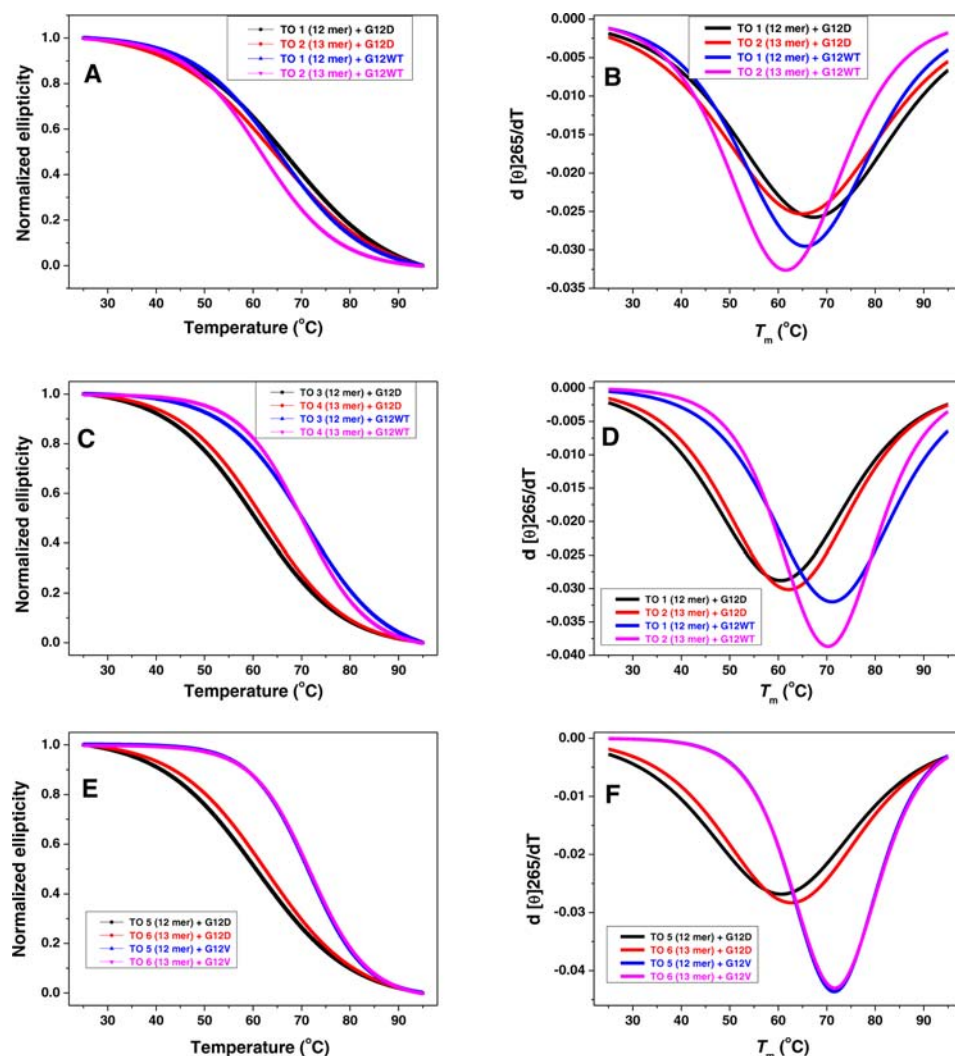 A
TO 1 (12 mer) + G12D
TO 2 (13 mer) + G12D
TO 1 (12 mer) + G12WT
TO 2 (13 mer) + G12WT
Normalized ellipticity
1.0
0.8
0.6
0.4
0.2
0.0
30 40 50 60 70 80 90
Temperature (°C)
B
TO 1 (12 mer) + G12D
TO 2 (13 mer) + G12D
TO 1 (12 mer) + G12WT
TO 2 (13 mer) + G12WT
d [θ]265/dT
0.000
-0.005
-0.010
-0.015
-0.020
-0.025
-0.030
-0.035
30 40 50 60 70 80 90
Tm (°C)
C
TO 3 (12 mer) + G12D
TO 4 (13 mer) + G12D
TO 3 (12 mer) + G12WT
TO 4 (13 mer) + G12WT
Normalized ellipticity
1.0
0.8
0.6
0.4
0.2
0.0
30 40 50 60 70 80 90
Temperature (°C)
D
TO 1 (12 mer) + G12D
TO 2 (13 mer) + G12D
TO 1 (12 mer) + G12WT
TO 2 (13 mer) + G12WT
d [θ]265/dT
0.000
-0.005
-0.010
-0.015
-0.020
-0.025
-0.030
-0.035
-0.040
30 40 50 60 70 80 90
Tm (°C)
E
TO 5 (12 mer) + G12D
TO 6 (13 mer) + G12D
TO 5 (12 mer) + G12V
TO 6 (13 mer) + G12V
Normalized ellipticity
1.0
0.8
0.6
0.4
0.2
0.0
30 40 50 60 70 80 90
Temperature (°C)
F
TO 5 (12 mer) + G12D
TO 6 (13 mer) + G12D
TO 5 (12 mer) + G12V
TO 6 (13 mer) + G12V
d [θ]265/dT
0.00
-0.01
-0.02
-0.03
-0.04
30 40 50 60 70 80 90
Tm (°C)